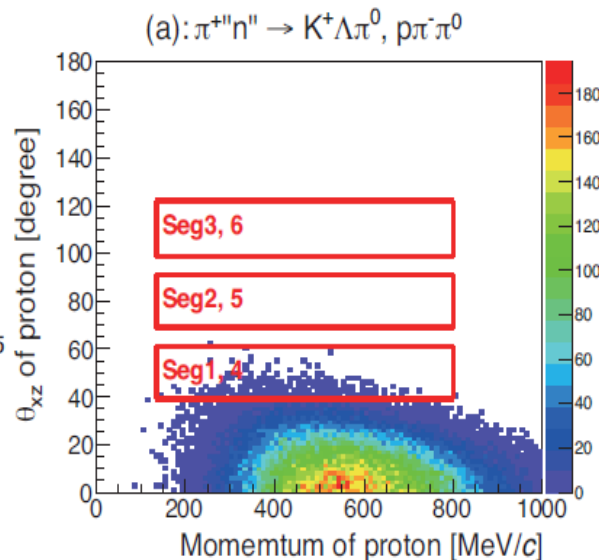 (a): π⁺"n" → K⁺Λπ⁰, pπ⁻π⁰
180
160
140
120
100
80
60
40
20
0
θxz of proton [degree]
Seg3, 6
Seg2, 5
Seg1, 4
0 200 400 600 800 1000
Momemtum of proton [MeV/c]
180
160
140
120
100
80
60
40
20
0